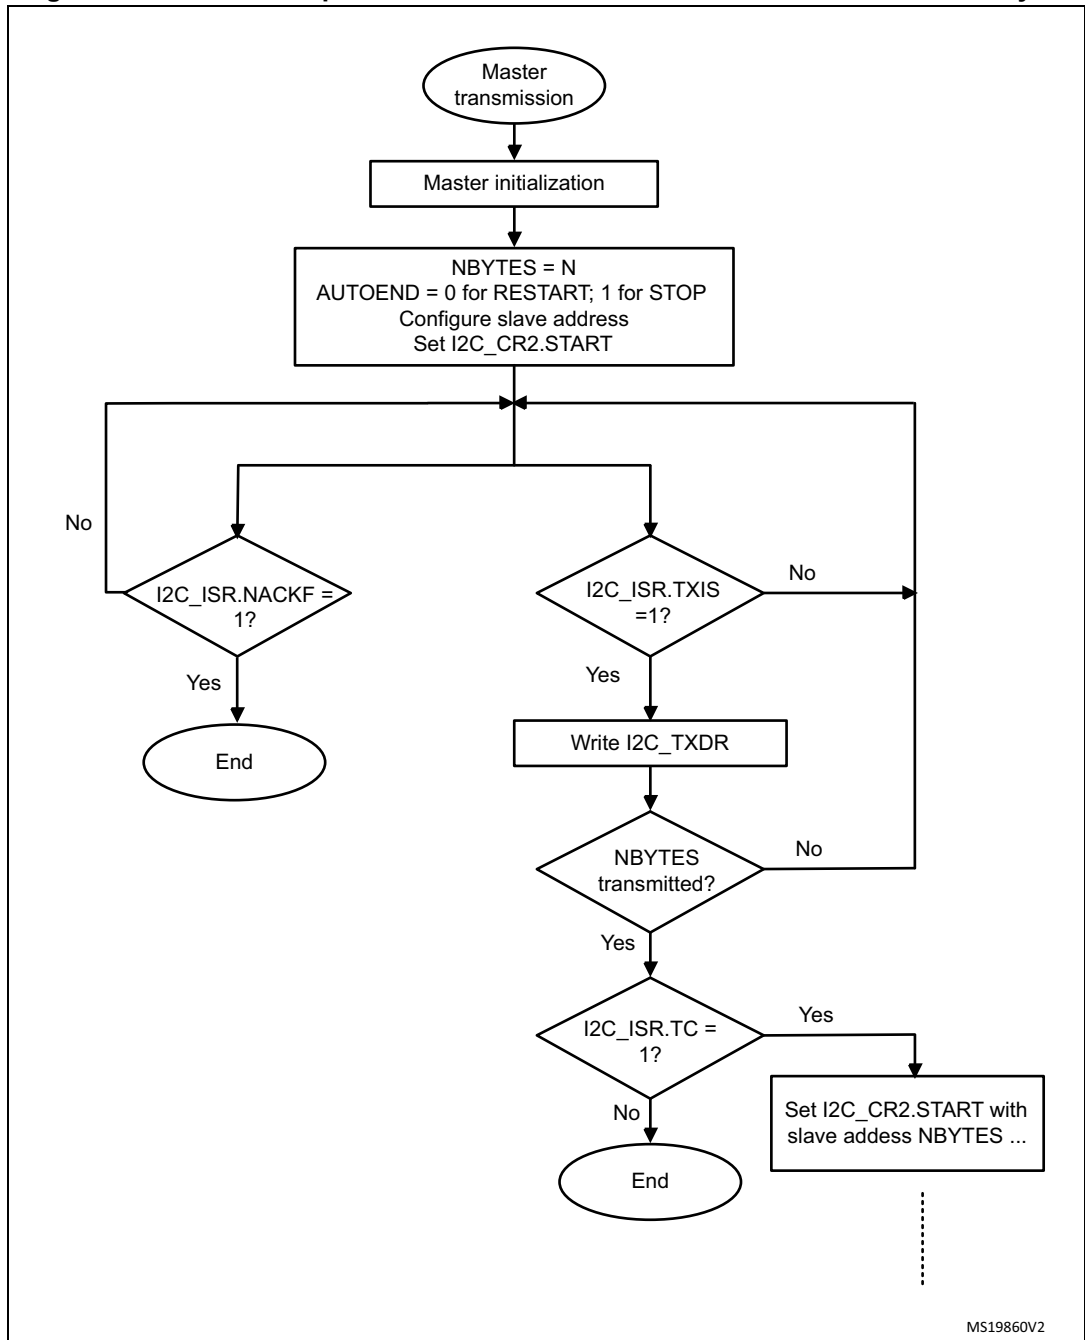 Master
transmission
Master initialization
NBYTES = N
AUTOEND = 0 for RESTART; 1 for STOP
Configure slave address
Set I2C_CR2.START
No
I2C_ISR.NACKF =
1?
Yes
End
I2C_ISR.TXIS
=1?
No
Yes
Write I2C_TXDR
NBYTES
transmitted?
No
Yes
I2C_ISR.TC =
1?
Yes
Set I2C_CR2.START with
slave addess NBYTES ...
No
End
MS19860V2